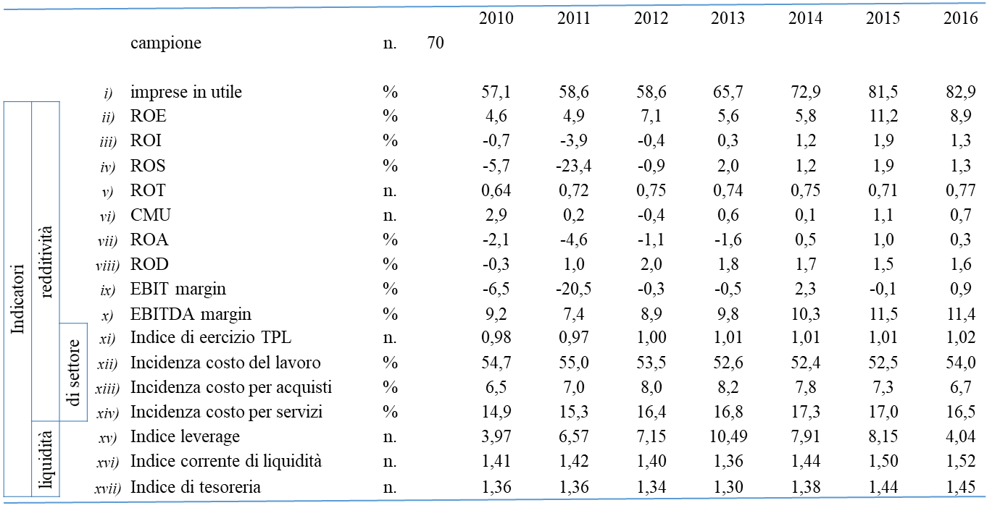 2010 2011 2012 2013 2014 2015 2016
campione n. 70
i) imprese in utile % 57,1 58,6 58,6 65,7 72,9 81,5 82,9
ii) ROE % 4,6 4,9 7,1 5,6 5,8 11,2 8,9
iii) ROI % -0,7 -3,9 -0,4 0,3 1,2 1,9 1,3
iv) ROS % -5,7 -23,4 -0,9 2,0 1,2 1,9 1,3
v) ROT n. 0,64 0,72 0,75 0,74 0,75 0,71 0,77
vi) CMU n. 2,9 0,2 -0,4 0,6 0,1 1,1 0,7
vii) ROA % -2,1 -4,6 -1,1 -1,6 0,5 1,0 0,3
viii) ROD % -0,3 1,0 2,0 1,8 1,7 1,5 1,6
ix) EBIT margin % -6,5 -20,5 -0,3 -0,5 2,3 -0,1 0,9
x) EBITDA margin % 9,2 7,4 8,9 9,8 10,3 11,5 11,4
xi) Indice di eercizio TPL n. 0,98 0,97 1,00 1,01 1,01 1,01 1,02
xii) Incidenza costo del lavoro % 54,7 55,0 53,5 52,6 52,4 52,5 54,0
xiii) Incidenza costo per acquisti % 6,5 7,0 8,0 8,2 7,8 7,3 6,7
xiv) Incidenza costo per servizi % 14,9 15,3 16,4 16,8 17,3 17,0 16,5
xv) Indice leverage n. 3,97 6,57 7,15 10,49 7,91 8,15 4,04
xvi) Indice corrente di liquidità n. 1,41 1,42 1,40 1,36 1,44 1,50 1,52
xvii) Indice di tesoreria n. 1,36 1,36 1,34 1,30 1,38 1,44 1,45
Indicatori
redditività
di settore
liquidità